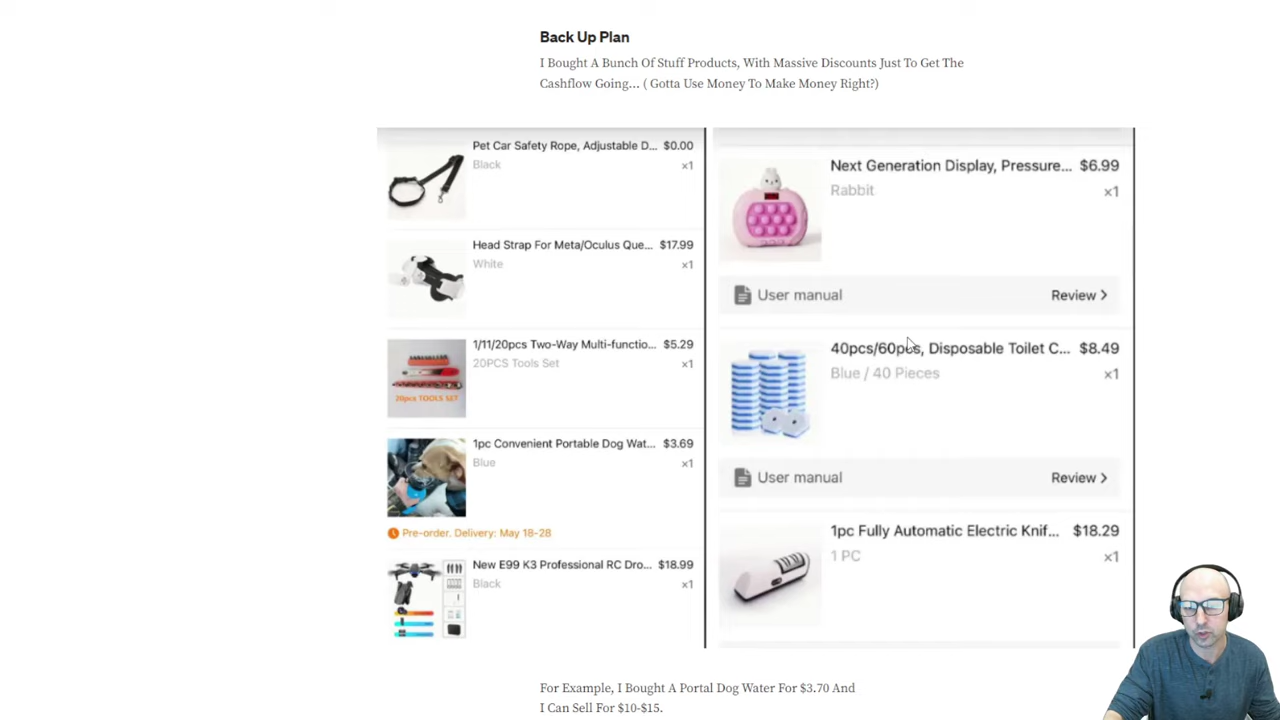 Back Up Plan
I Bought A Bunch Of Stuff Products, With Massive Discounts Just To Get The
Cashflow Going... ( Gotta Use Money To Make Money Right?)
Pet Car Safety Rope, Adjustable D... $0.00
Black x1
Head Strap For Meta/Oculus Que... $17.99
White x1
1/11/20pcs Two-Way Multi-functio... $5.29
20PCS Tools Set x1
20pcs TOOLS SET
1pc Convenient Portable Dog Wat... $3.69
Blue x1
Pre-order. Delivery: May 18-28
New E99 K3 Professional RC Dro... $18.99
Black x1
Next Generation Display, Pressure... $6.99
Rabbit x1
User manual Review >
40pcs/60pcs, Disposable Toilet C... $8.49
Blue / 40 Pieces x1
User manual Review >
1pc Fully Automatic Electric Knif... $18.29
1 PC x1
For Example, I Bought A Portal Dog Water For $3.70 And
I Can Sell For $10-$15.